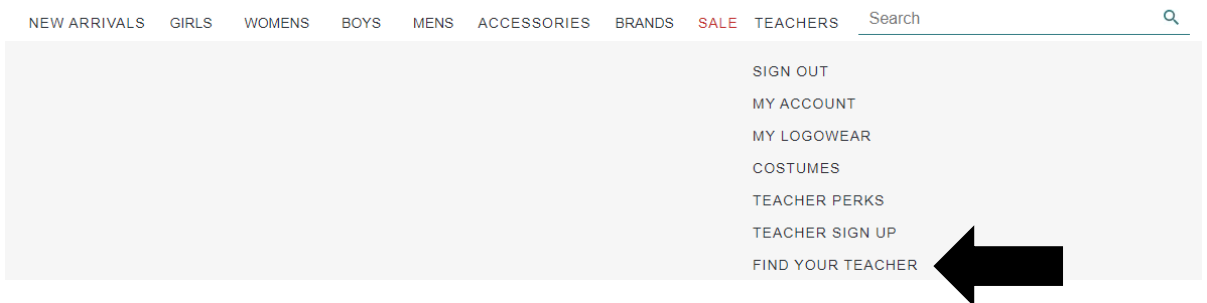 NEW ARRIVALS GIRLS WOMENS BOYS MENS ACCESSORIES BRANDS SALE TEACHERS Search
SIGN OUT
MY ACCOUNT
MY LOGOWEAR
COSTUMES
TEACHER PERKS
TEACHER SIGN UP
FIND YOUR TEACHER